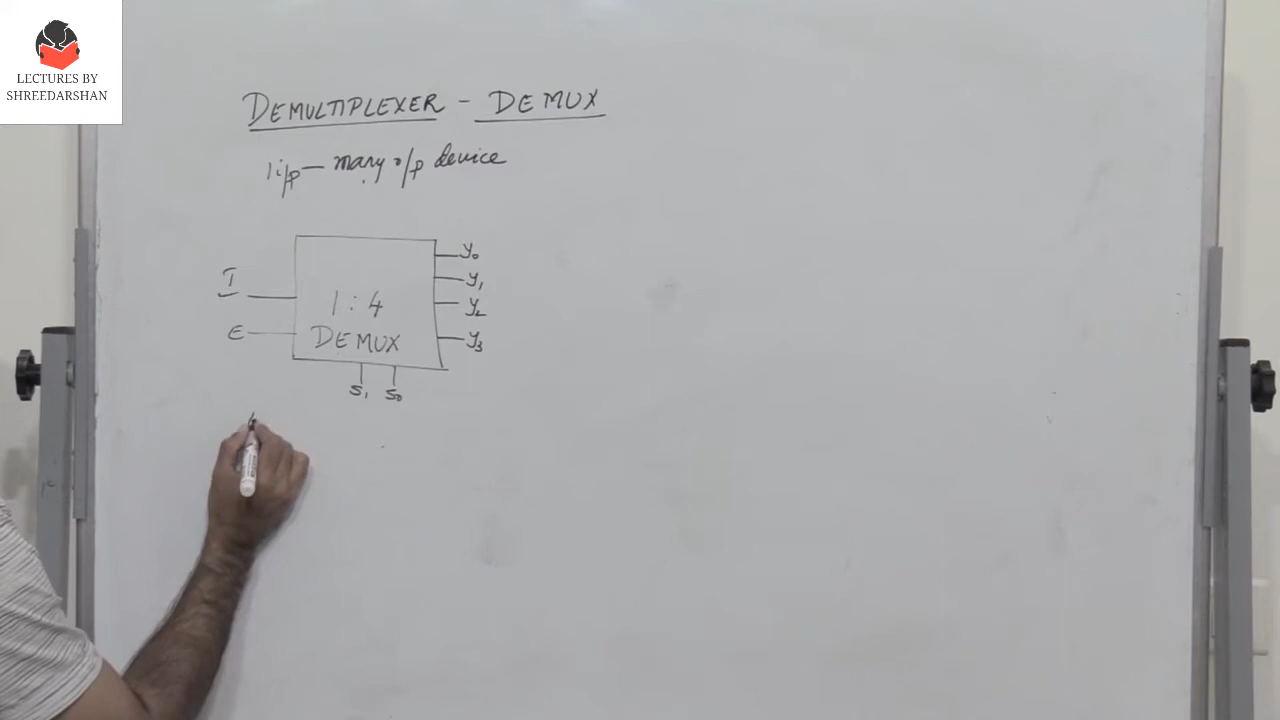 LECTURES BY
SHREEDARSHAN
DEMULTIPLEXER - DEMUX
1 i/p - many o/p device
I
E
1:4
DEMUX
y₀
y₁
y₂
y₃
S₁ S₀